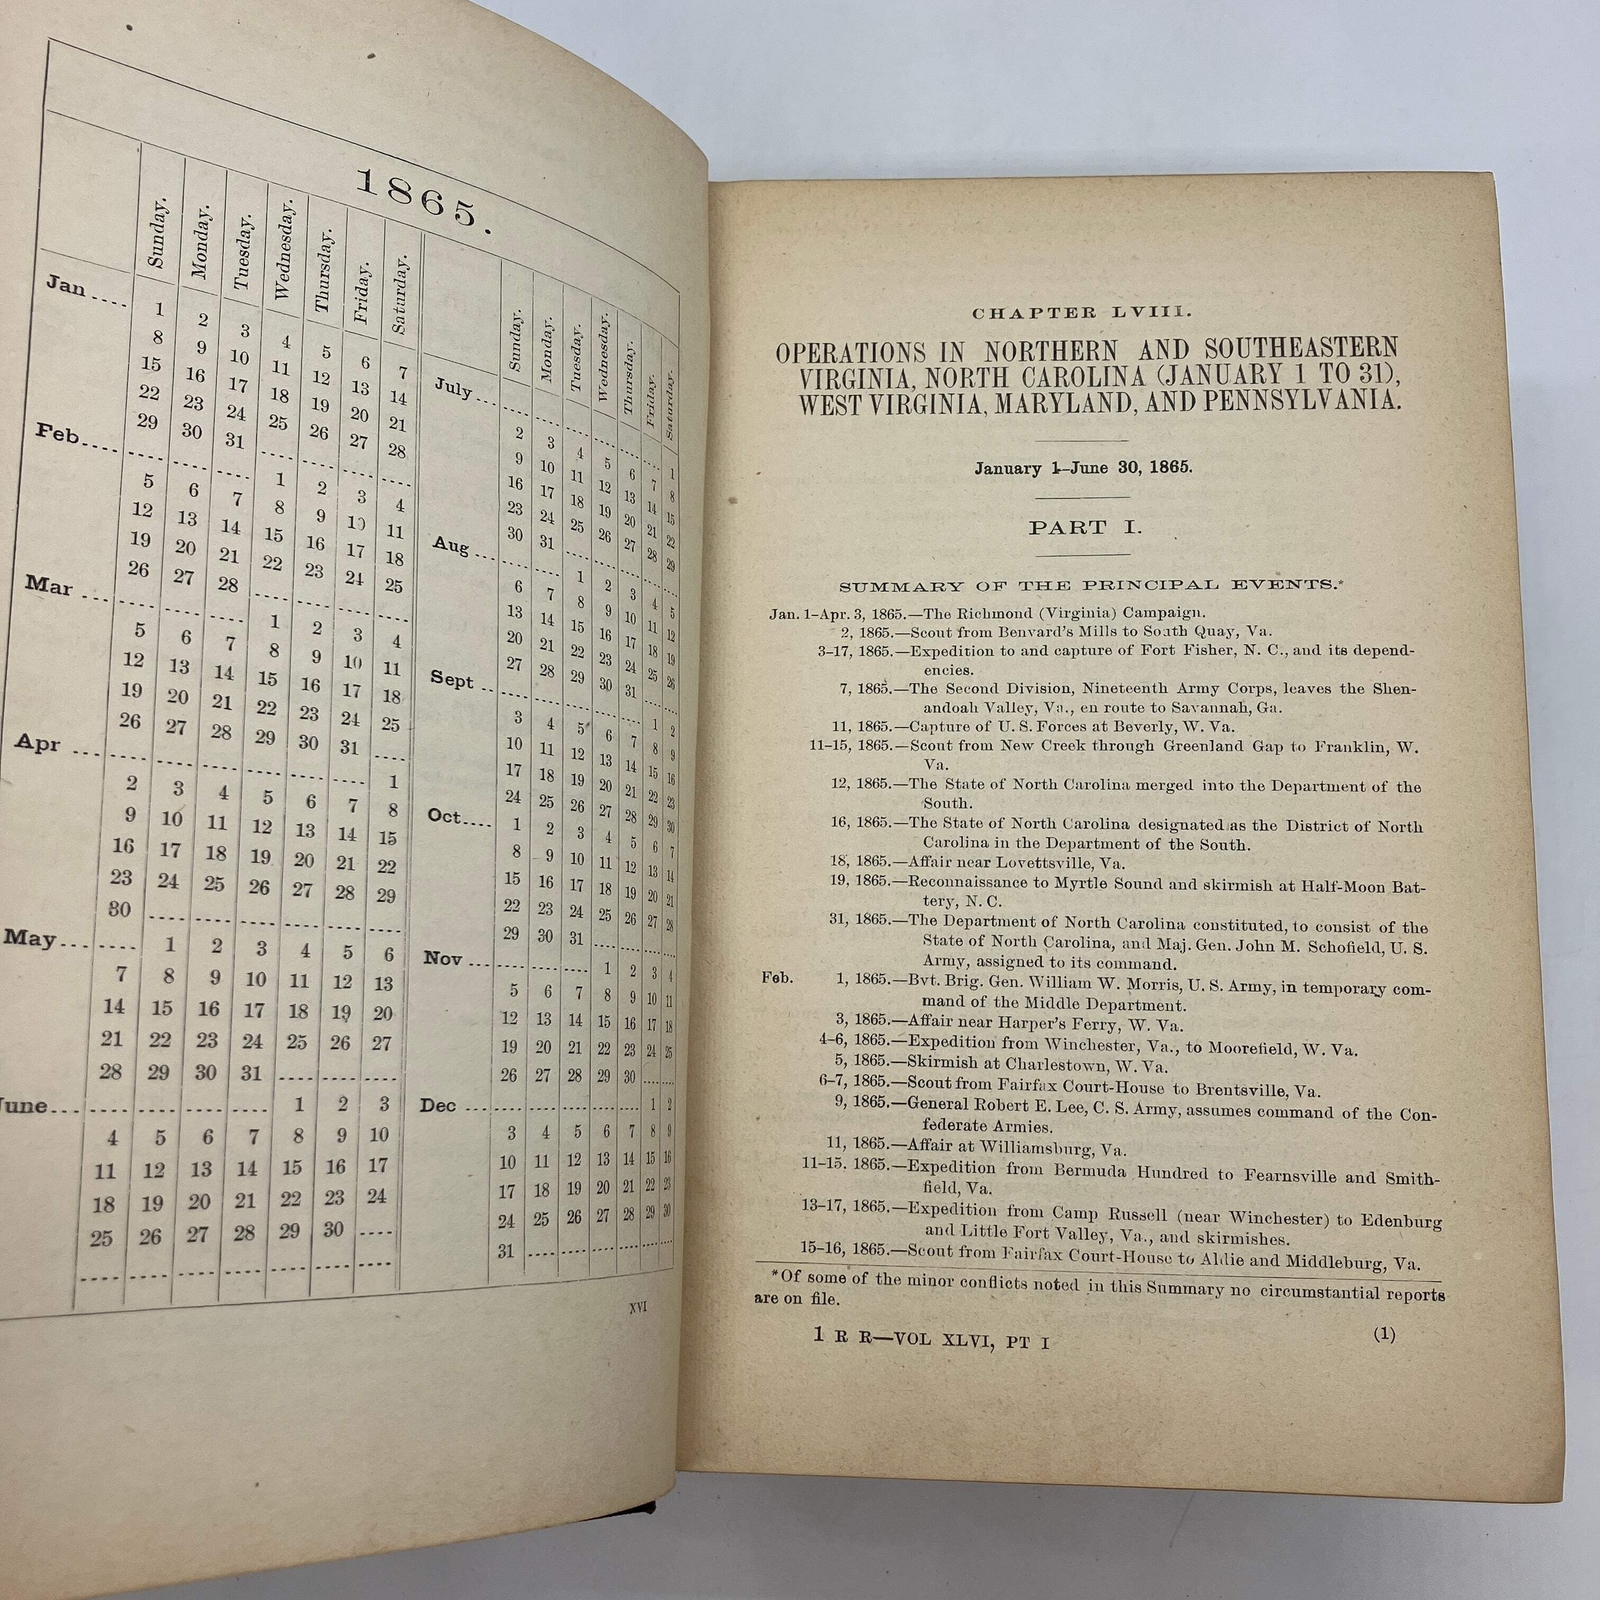 1865.
Sunday. Monday. Tuesday. Wednesday. Thursday. Friday. Saturday.
Jan .... 1 2 3 4 5 6 7
8 9 10 11 12 13 14
15 16 17 18 19 20 21
22 23 24 25 26 27 28
29 30 31
Feb.... 1 2 3 4
5 6 7 8 9 10 11
12 13 14 15 16 17 18
19 20 21 22 23 24 25
26 27 28
Mar .... 1 2 3 4
5 6 7 8 9 10 11
12 13 14 15 16 17 18
19 20 21 22 23 24 25
26 27 28 29 30 31
Apr .... 1
2 3 4 5 6 7 8
9 10 11 12 13 14 15
16 17 18 19 20 21 22
23 24 25 26 27 28 29
30
May.... 1 2 3 4 5 6
7 8 9 10 11 12 13
14 15 16 17 18 19 20
21 22 23 24 25 26 27
28 29 30 31
June... 1 2 3
4 5 6 7 8 9 10
11 12 13 14 15 16 17
18 19 20 21 22 23 24
25 26 27 28 29 30
Sunday. Monday. Tuesday. Wednesday. Thursday. Friday. Saturday.
July... 1
2 3 4 5 6 7 8
9 10 11 12 13 14 15
16 17 18 19 20 21 22
23 24 25 26 27 28 29
30 31
Aug ... 1 2 3 4 5
6 7 8 9 10 11 12
13 14 15 16 17 18 19
20 21 22 23 24 25 26
27 28 29 30 31
Sept .. 1 2
3 4 5 6 7 8 9
10 11 12 13 14 15 16
17 18 19 20 21 22 23
24 25 26 27 28 29 30
Oct.... 1 2 3 4 5 6 7
8 9 10 11 12 13 14
15 16 17 18 19 20 21
22 23 24 25 26 27 28
29 30 31
Nov ... 1 2 3 4
5 6 7 8 9 10 11
12 13 14 15 16 17 18
19 20 21 22 23 24 25
26 27 28 29 30
Dec ... 1 2
3 4 5 6 7 8 9
10 11 12 13 14 15 16
17 18 19 20 21 22 23
24 25 26 27 28 29 30
31
XVI
CHAPTER LVIII.
OPERATIONS IN NORTHERN AND SOUTHEASTERN
VIRGINIA, NORTH CAROLINA (JANUARY 1 TO 31),
WEST VIRGINIA, MARYLAND, AND PENNSYLVANIA.
January 1–June 30, 1865.
PART I.
SUMMARY OF THE PRINCIPAL EVENTS.*
Jan. 1–Apr. 3, 1865.—The Richmond (Virginia) Campaign.
2, 1865.—Scout from Benvard's Mills to South Quay, Va.
3–17, 1865.—Expedition to and capture of Fort Fisher, N. C., and its depend-
encies.
7, 1865.—The Second Division, Nineteenth Army Corps, leaves the Shen-
andoah Valley, Va., en route to Savannah, Ga.
11, 1865.—Capture of U. S. Forces at Beverly, W. Va.
11–15, 1865.—Scout from New Creek through Greenland Gap to Franklin, W.
Va.
12, 1865.—The State of North Carolina merged into the Department of the
South.
16, 1865.—The State of North Carolina designated as the District of North
Carolina in the Department of the South.
18, 1865.—Affair near Lovettsville, Va.
19, 1865.—Reconnaissance to Myrtle Sound and skirmish at Half-Moon Bat-
tery, N. C.
31, 1865.—The Department of North Carolina constituted, to consist of the
State of North Carolina, and Maj. Gen. John M. Schofield, U. S.
Army, assigned to its command.
Feb. 1, 1865.—Bvt. Brig. Gen. William W. Morris, U. S. Army, in temporary com-
mand of the Middle Department.
3, 1865.—Affair near Harper's Ferry, W. Va.
4–6, 1865.—Expedition from Winchester, Va., to Moorefield, W. Va.
5, 1865.—Skirmish at Charlestown, W. Va.
6–7, 1865.—Scout from Fairfax Court-House to Brentsville, Va.
9, 1865.—General Robert E. Lee, C. S. Army, assumes command of the Con-
federate Armies.
11, 1865.—Affair at Williamsburg, Va.
11–15. 1865.—Expedition from Bermuda Hundred to Fearnsville and Smith-
field, Va.
13–17, 1865.—Expedition from Camp Russell (near Winchester) to Edenburg
and Little Fort Valley, Va., and skirmishes.
15–16, 1865.—Scout from Fairfax Court-House to Aldie and Middleburg, Va.
*Of some of the minor conflicts noted in this Summary no circumstantial reports
are on file.
1 R R—VOL XLVI, PT I (1)